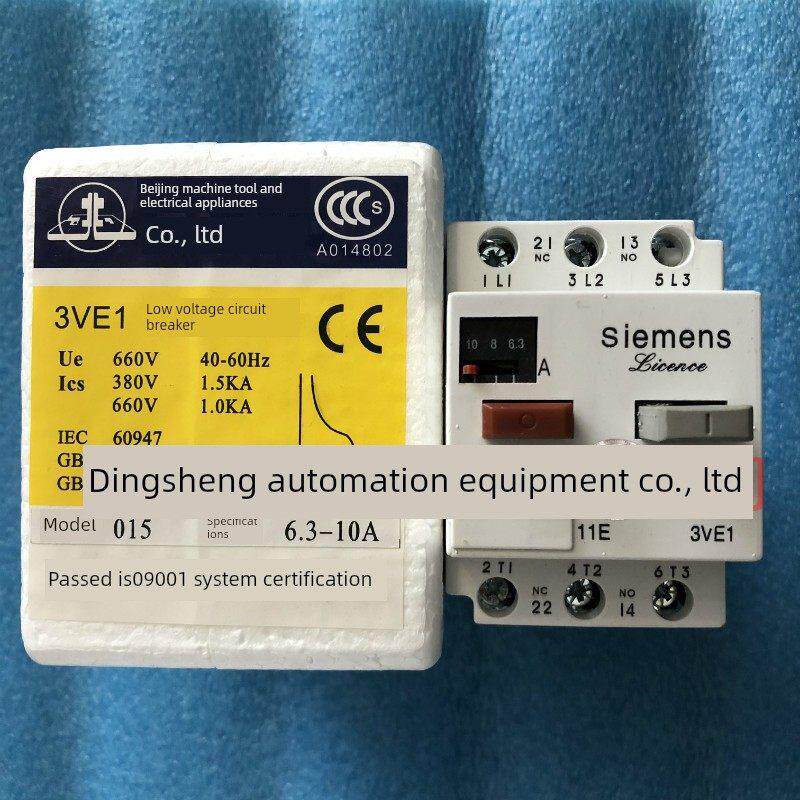 Beijing machine tool and
electrical appliances
Co., ltd
CCC S
A014802
3VE1 Low voltage circuit
breaker
CE
Ue 660V 40-60Hz
Ics 380V 1.5KA
660V 1.0KA
IEC 60947
GB
GB
Dingsheng automation equipment co., ltd
Model 015 Specificat
ions 6.3-10A
Passed is09001 system certification
21 13
NC NO
1 L1 3 L2 5 L3
10 8 6.3
A
Siemens
Licence
11E 3VE1
2 T1 4 T2 6 T3
NC NO
22 14